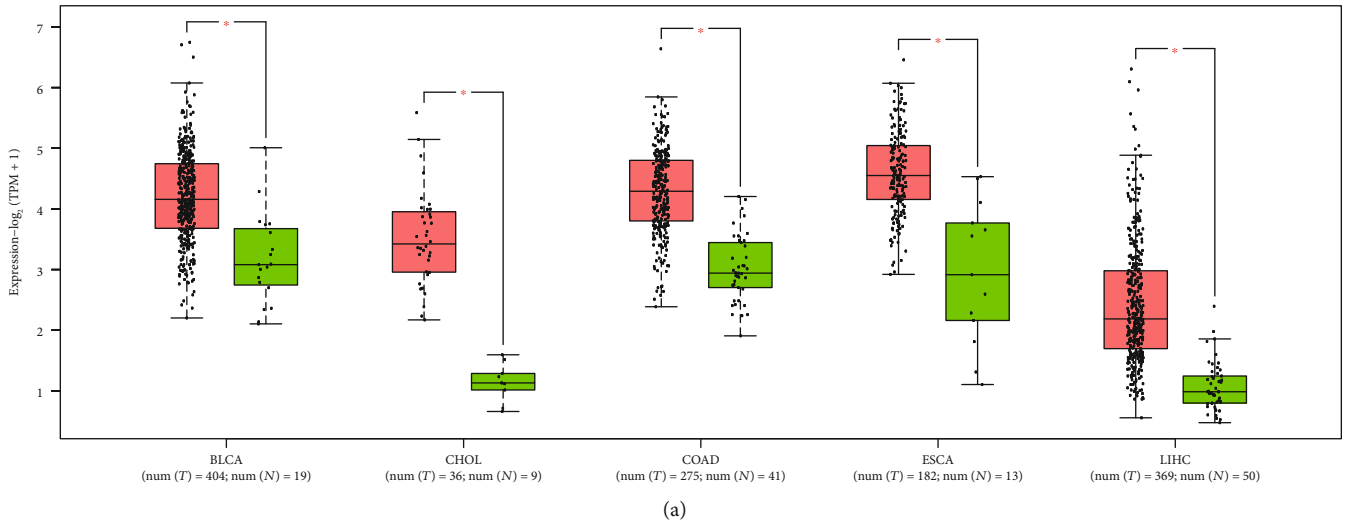 7
6
5
4
3
2
1
Expression–log₂ (TPM + 1)
*
*
*
*
*
BLCA
(num (T) = 404; num (N) = 19)
CHOL
(num (T) = 36; num (N) = 9)
COAD
(num (T) = 275; num (N) = 41)
ESCA
(num (T) = 182; num (N) = 13)
LIHC
(num (T) = 369; num (N) = 50)
(a)